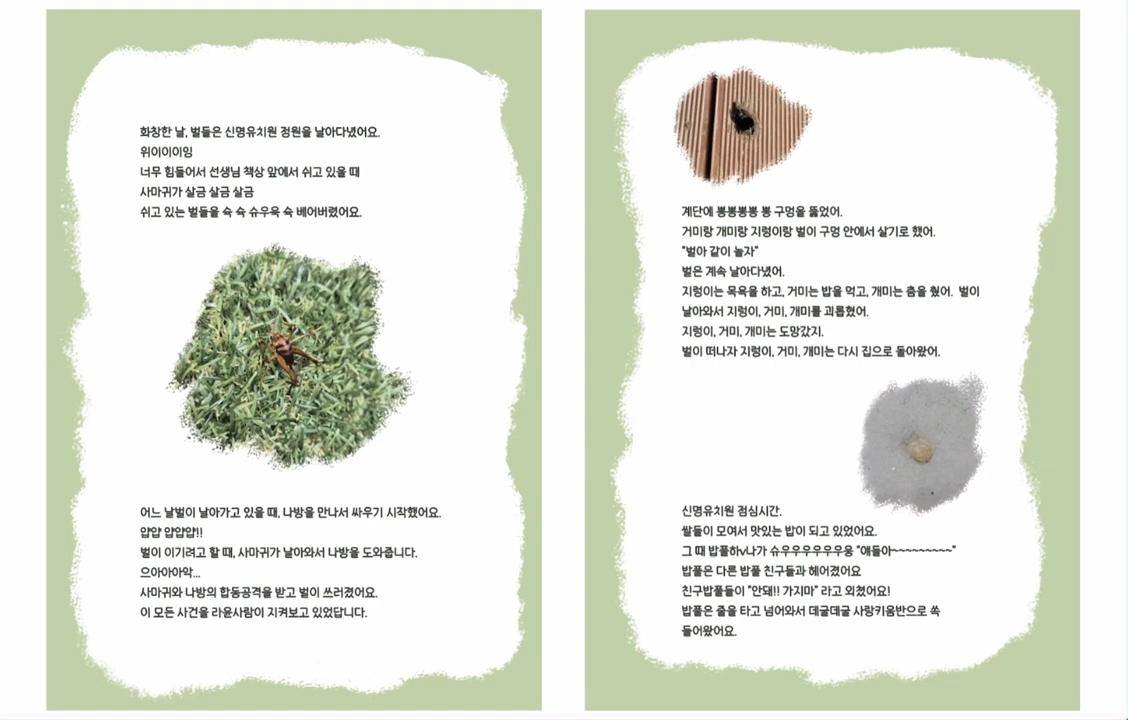 화창한 날, 벌들은 신명유치원 정원을 날아다녔어요.
위이이이잉
너무 힘들어서 선생님 책상 앞에서 쉬고 있을 때
사마귀가 살금 살금 살금
쉬고 있는 벌들을 슉 슉 슈우욱 슉 베어버렸어요.
어느 날벌이 날아가고 있을 때, 나방을 만나서 싸우기 시작했어요.
얍얍 얍얍얍!!
벌이 이기려고 할 때, 사마귀가 날아와서 나방을 도와줍니다.
으아아아악...
사마귀와 나방의 합동공격을 받고 벌이 쓰러졌어요.
이 모든 사건을 라윤사람이 지켜보고 있었답니다.
계단에 뽕뽕뽕뽕 뽕 구멍을 뚫었어.
거미랑 개미랑 지렁이랑 벌이 구멍 안에서 살기로 했어.
"벌아 같이 놀자"
벌은 계속 날아다녔어.
지렁이는 목욕을 하고, 거미는 밥을 먹고, 개미는 춤을 췄어. 벌이
날아와서 지렁이, 거미, 개미를 괴롭혔어.
지렁이, 거미, 개미는 도망갔지.
벌이 떠나자 지렁이, 거미, 개미는 다시 집으로 돌아왔어.
신명유치원 점심시간.
쌀들이 모여서 맛있는 밥이 되고 있었어요.
그 때 밥풀하v나가 슈우우우우우우웅 "얘들아~~~~~~~~~"
밥풀은 다른 밥풀 친구들과 헤어졌어요
친구밥풀들이 "안돼!! 가지마" 라고 외쳤어요!
밥풀은 줄을 타고 넘어와서 데굴데굴 사랑키움반으로 쏙
들어왔어요.